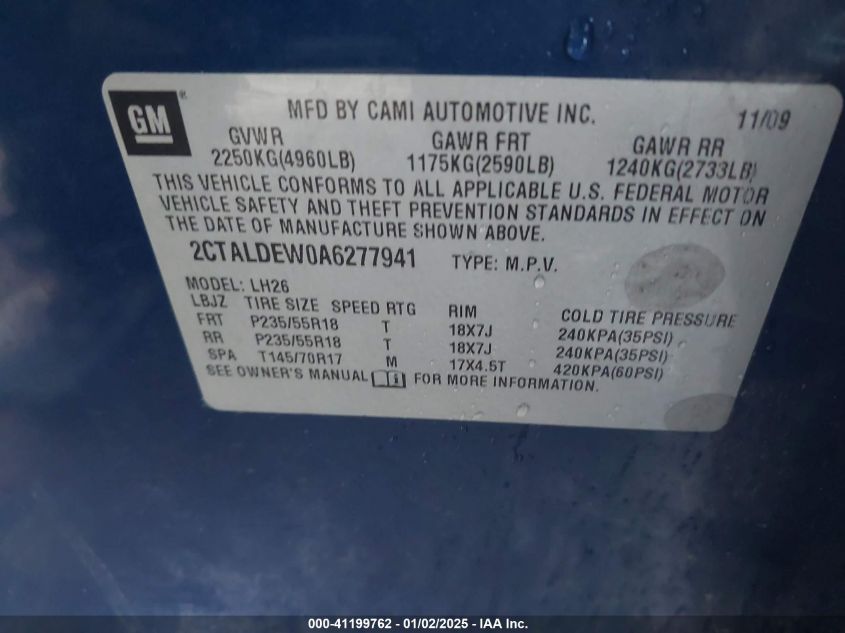 GM®
MFD BY CAMI AUTOMOTIVE INC. 11/09
GVWR GAWR FRT GAWR RR
2250KG(4960LB) 1175KG(2590LB) 1240KG(2733LB)
THIS VEHICLE CONFORMS TO ALL APPLICABLE U.S. FEDERAL MOTOR
VEHICLE SAFETY AND THEFT PREVENTION STANDARDS IN EFFECT ON
THE DATE OF MANUFACTURE SHOWN ABOVE.
2CTALDEW0A6277941 TYPE: M.P.V.
MODEL: LH26
LBJZ TIRE SIZE SPEED RTG RIM COLD TIRE PRESSURE
FRT P235/55R18 T 18X7J 240KPA(35PSI)
RR P235/55R18 T 18X7J 240KPA(35PSI)
SPA T145/70R17 M 17X4.5T 420KPA(60PSI)
SEE OWNER'S MANUAL FOR MORE INFORMATION.
000-41199762 - 01/02/2025 - IAA Inc.